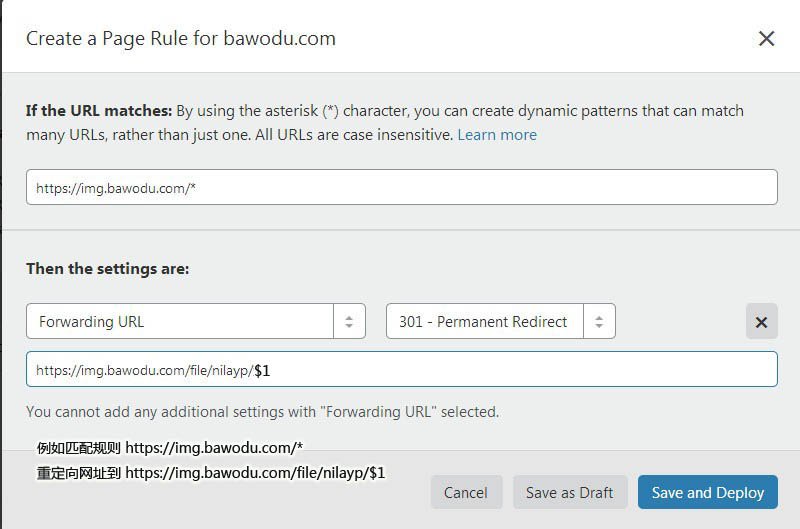 Create a Page Rule for bawodu.com
If the URL matches: By using the asterisk (*) character, you can create dynamic patterns that can match
many URLs, rather than just one. All URLs are case insensitive. Learn more
https://img.bawodu.com/*
Then the settings are:
Forwarding URL
301 - Permanent Redirect
https://img.bawodu.com/file/nilayp/$1
You cannot add any additional settings with "Forwarding URL" selected.
例如匹配规则 https://img.bawodu.com/*
重定向网址到 https://img.bawodu.com/file/nilayp/$1
Cancel
Save as Draft
Save and Deploy